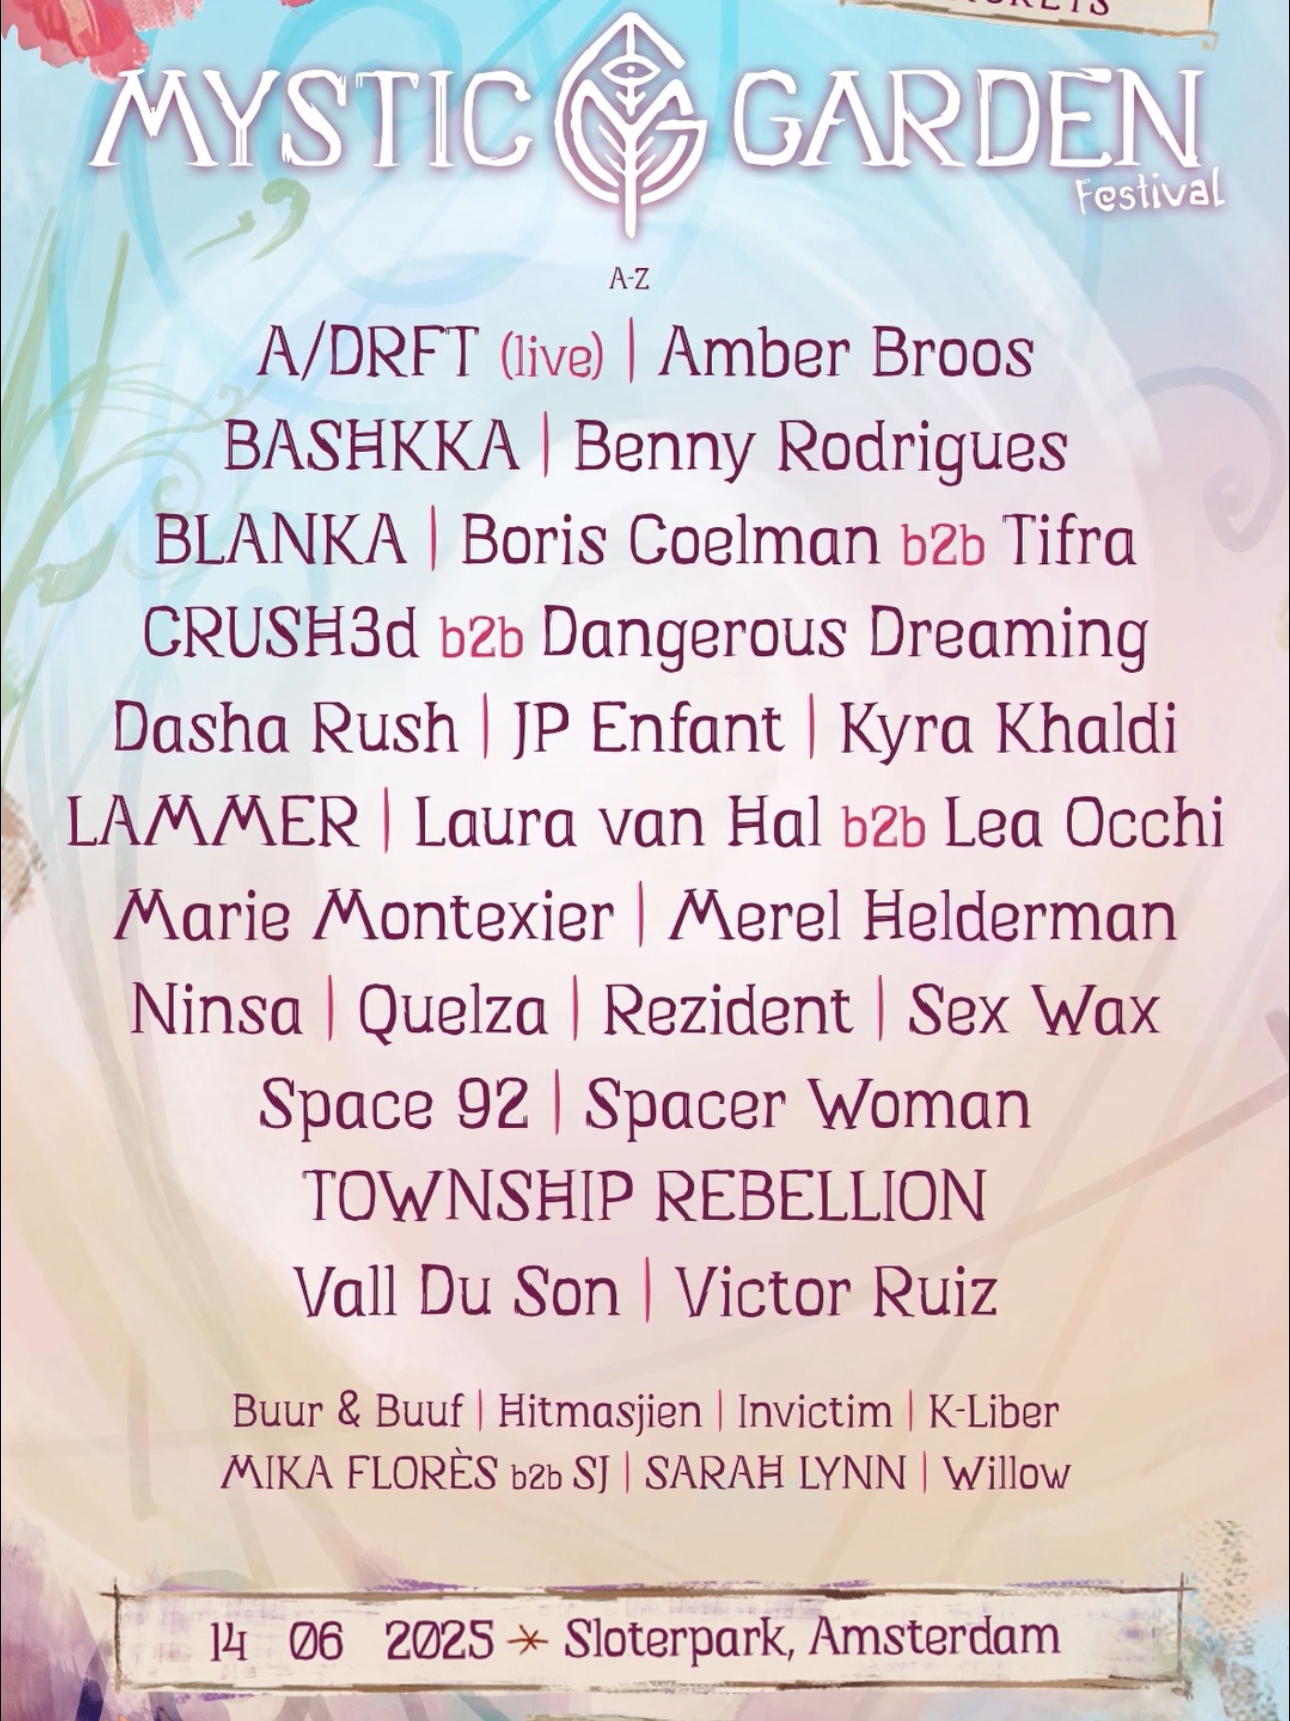 MYSTIC GARDEN
Festival
A-Z
A/DRFT (live) | Amber Broos
BASHKKA | Benny Rodrigues
BLANKA | Boris Coelman b2b Tifra
CRUSH3d b2b Dangerous Dreaming
Dasha Rush | JP Enfant | Kyra Khaldi
LAMMER | Laura van Hal b2b Lea Occhi
Marie Montexier | Merel Helderman
Ninsa | Quelza | Rezident | Sex Wax
Space 92 | Spacer Woman
TOWNSHIP REBELLION
Vall Du Son | Victor Ruiz
Buur & Buuf | Hitmasjien | Invictim | K-Liber
MIKA FLORÈS b2b SJ | SARAH LYNN | Willow
14 06 2025 * Sloterpark, Amsterdam